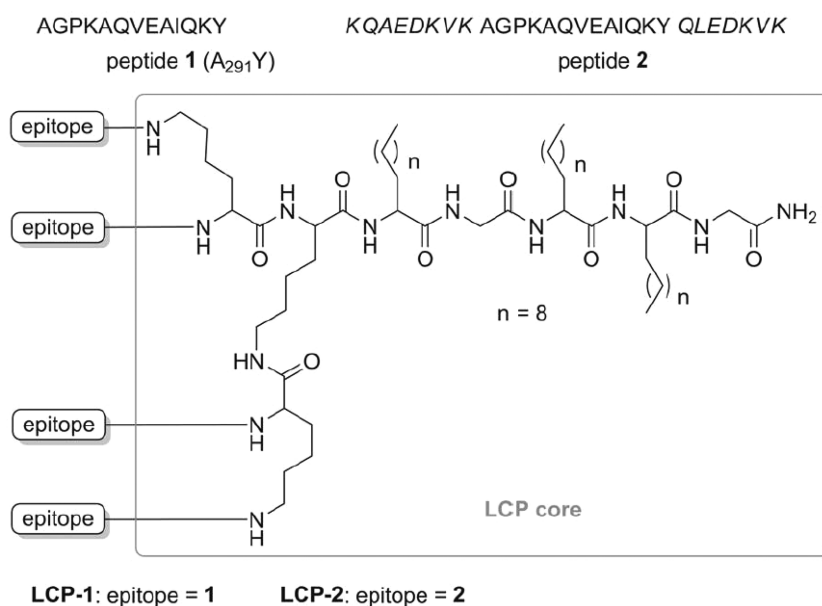 AGPKAQVEAIQKY KQAEDKVK AGPKAQVEAIQKY QLEDKVK
peptide 1 (A₂₉₁Y) peptide 2
epitope
N
H
n
n
epitope
N
H
O
H
N
O
N
H
O
H
N
O
N
H
O
H
N
O
N
H
O
NH₂
n
n = 8
HN
O
epitope
N
H
epitope
N
H
LCP core
LCP-1: epitope = 1 LCP-2: epitope = 2